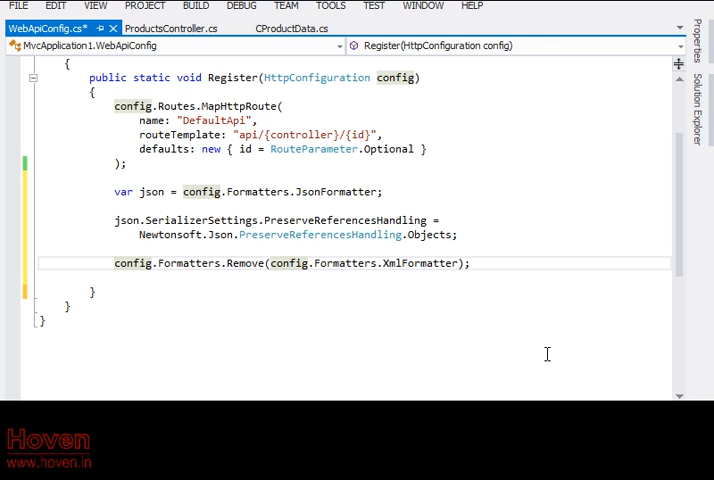 FILE EDIT VIEW PROJECT BUILD DEBUG TEAM TOOLS TEST WINDOW HELP
WebApiConfig.cs* ProductsController.cs CProductData.cs
MvcApplication1.WebApiConfig Register(HttpConfiguration config)
{
public static void Register(HttpConfiguration config)
{
config.Routes.MapHttpRoute(
name: "DefaultApi",
routeTemplate: "api/{controller}/{id}",
defaults: new { id = RouteParameter.Optional }
);
var json = config.Formatters.JsonFormatter;
json.SerializerSettings.PreserveReferencesHandling =
Newtonsoft.Json.PreserveReferencesHandling.Objects;
config.Formatters.Remove(config.Formatters.XmlFormatter);
}
}
}
Properties
Solution Explorer
Hoven
www.hoven.in